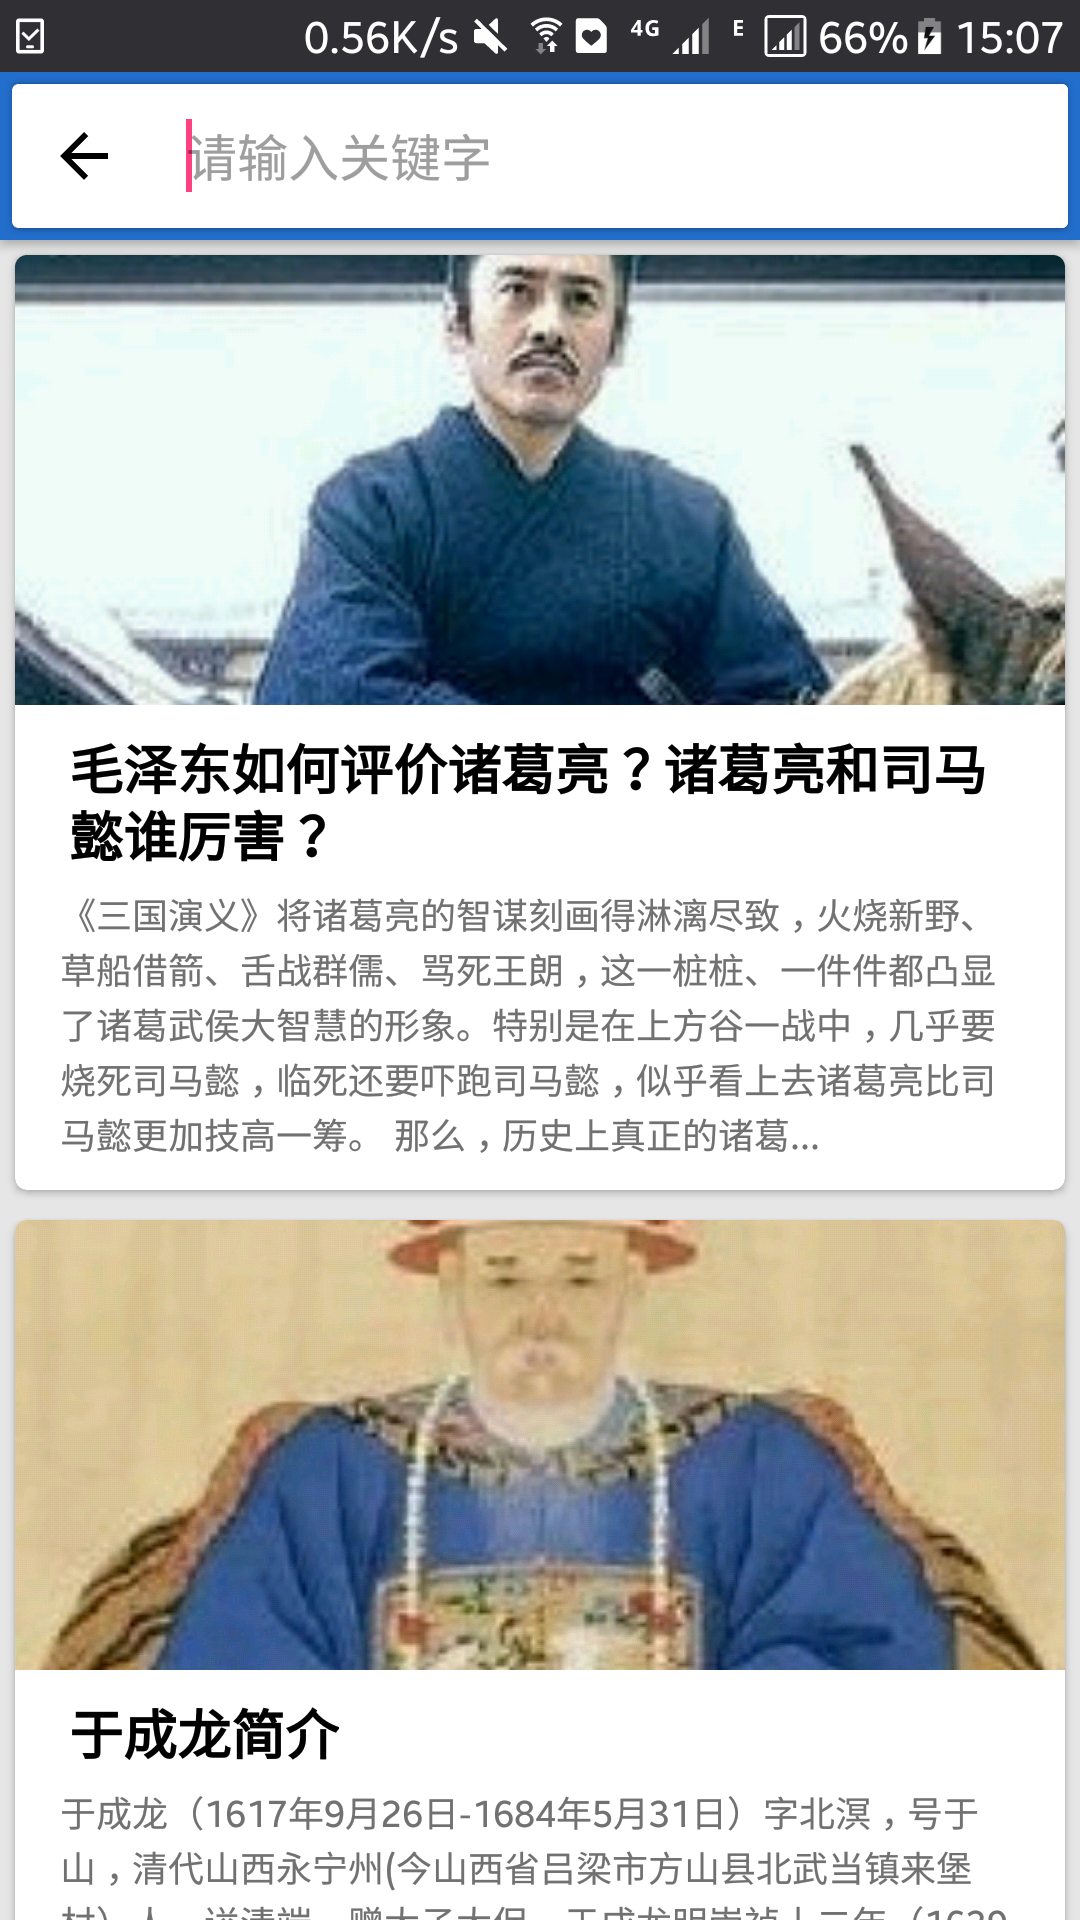 0.56K/s 4G E 66% 15:07
请输入关键字
毛泽东如何评价诸葛亮？诸葛亮和司马
懿谁厉害？
《三国演义》将诸葛亮的智谋刻画得淋漓尽致，火烧新野、
草船借箭、舌战群儒、骂死王朗，这一桩桩、一件件都凸显
了诸葛武侯大智慧的形象。特别是在上方谷一战中，几乎要
烧死司马懿，临死还要吓跑司马懿，似乎看上去诸葛亮比司
马懿更加技高一筹。 那么，历史上真正的诸葛...
于成龙简介
于成龙（1617年9月26日-1684年5月31日）字北溟，号于
山，清代山西永宁州(今山西省吕梁市方山县北武当镇来堡